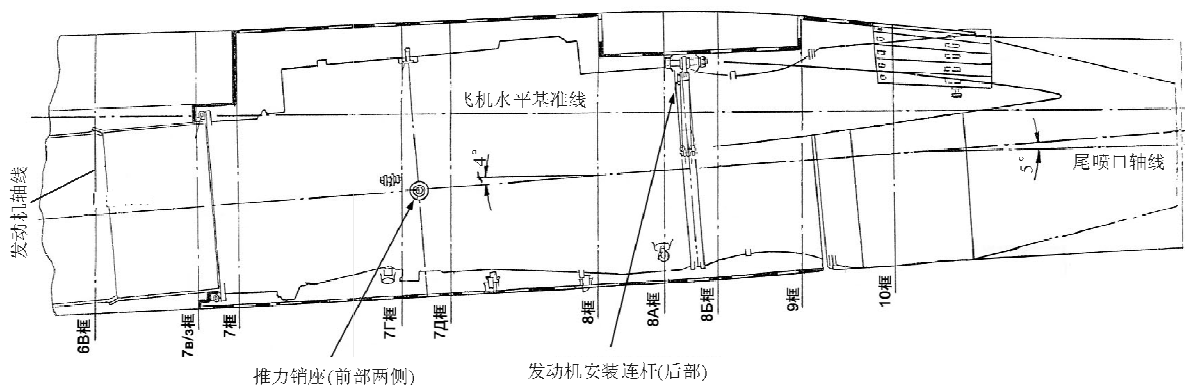 飞机水平基准线
4°
5°
尾喷口轴线
发动机轴线
6B框
7в/з框
7框
7Г框
7Д框
8框
8А框
8Б框
9框
10框
推力销座(前部两侧)
发动机安装连杆(后部)